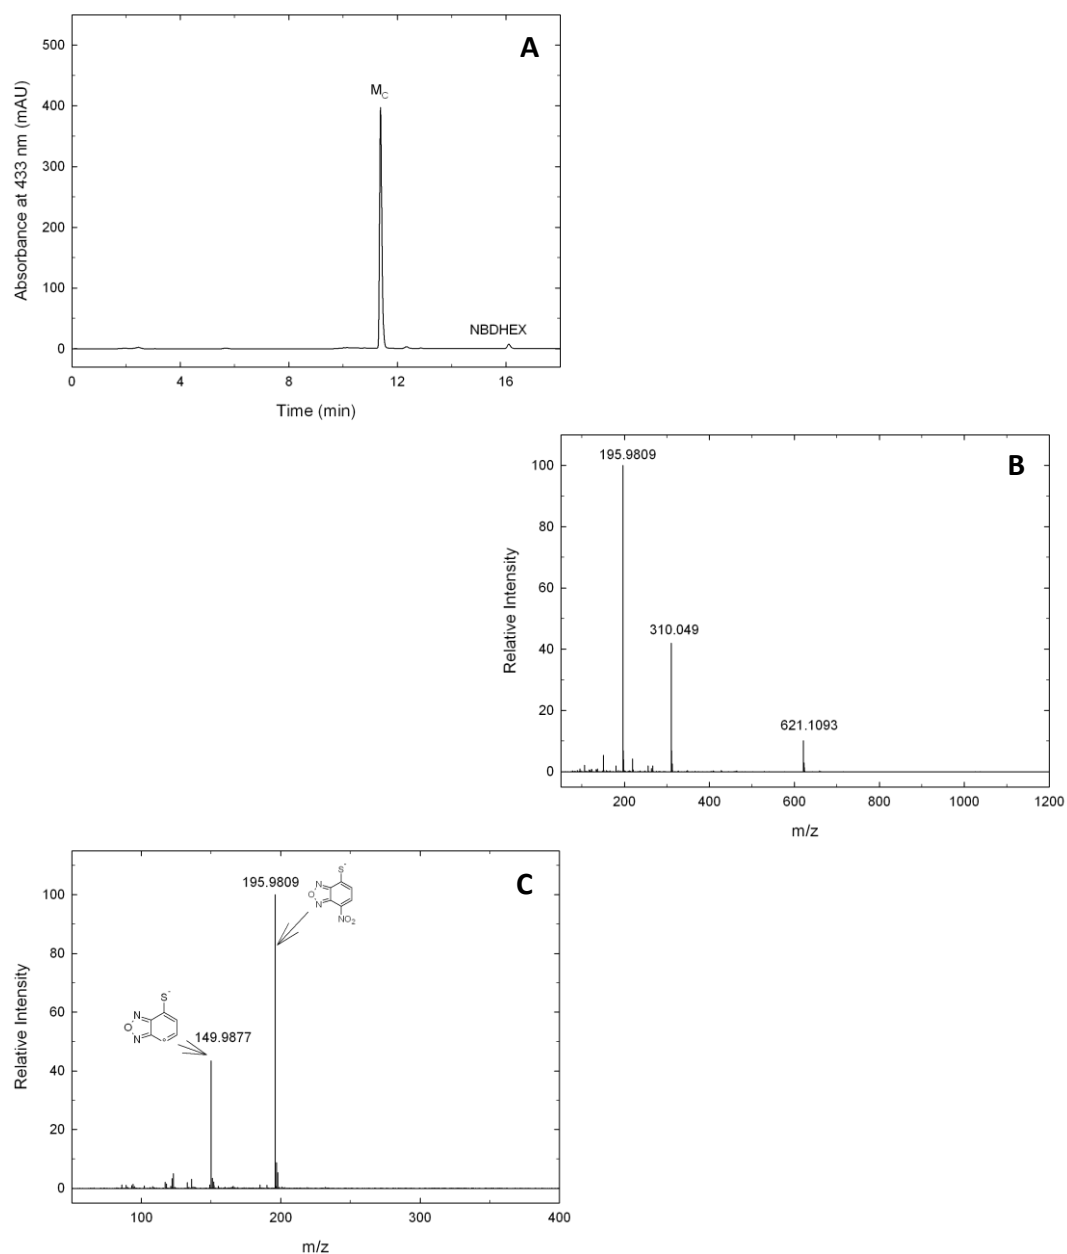 A
Absorbance at 433 nm (mAU)
500
400
300
200
100
0
M_C
NBDHEX
0 4 8 12 16
Time (min)
B
Relative Intensity
100
80
60
40
20
0
195.9809
310.049
621.1093
200 400 600 800 1000 1200
m/z
C
Relative Intensity
100
80
60
40
20
0
195.9809
S-
N
O
N
NO2
S-
N
O
N
149.9877
100 200 300 400
m/z